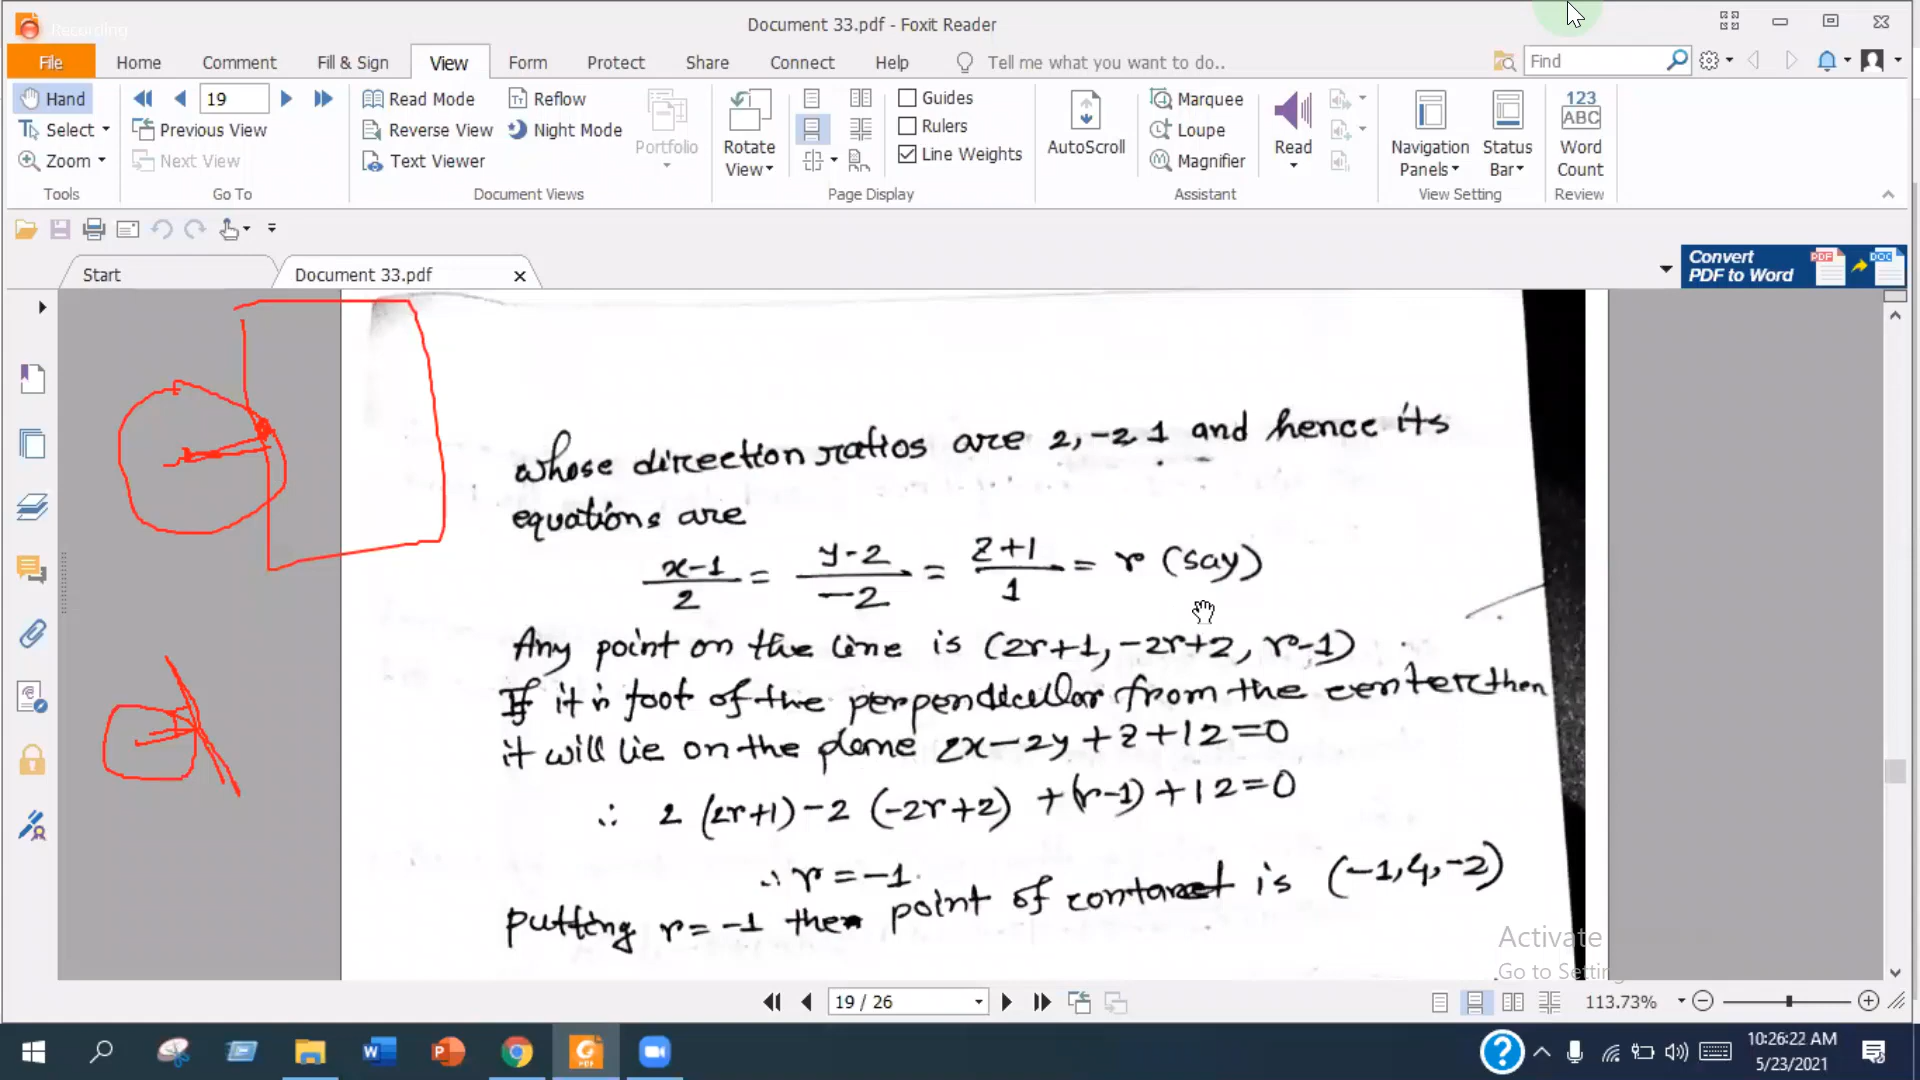 Recording
Document 33.pdf - Foxit Reader
File Home Comment Fill & Sign View Form Protect Share Connect Help Tell me what you want to do.. Find
Hand 19 Read Mode Reflow Guides Marquee 123
Select Previous View Reverse View Night Mode Rulers Loupe ABC
Zoom Next View Text Viewer Portfolio Rotate View Line Weights AutoScroll Magnifier Read Navigation Panels Status Bar Word Count
Tools Go To Document Views Page Display Assistant View Setting Review
Start Document 33.pdf
Convert PDF DOC
PDF to Word
whose direction ratios are 2, -2 1 and hence its
equations are
x-1/2 = y-2/-2 = z+1/1 = r (say)
Any point on the line is (2r+1, -2r+2, r-1)
If it is foot of the perpendicular from the center then
it will lie on the plane 2x-2y+z+12=0
∴ 2 (2r+1) -2 (-2r+2) +(r-1) +12=0
∴ r = -1.
putting r= -1 the point of contact is (-1,4,-2)
Activate
Go to Settin
19 / 26 113.73%
10:26:22 AM
5/23/2021